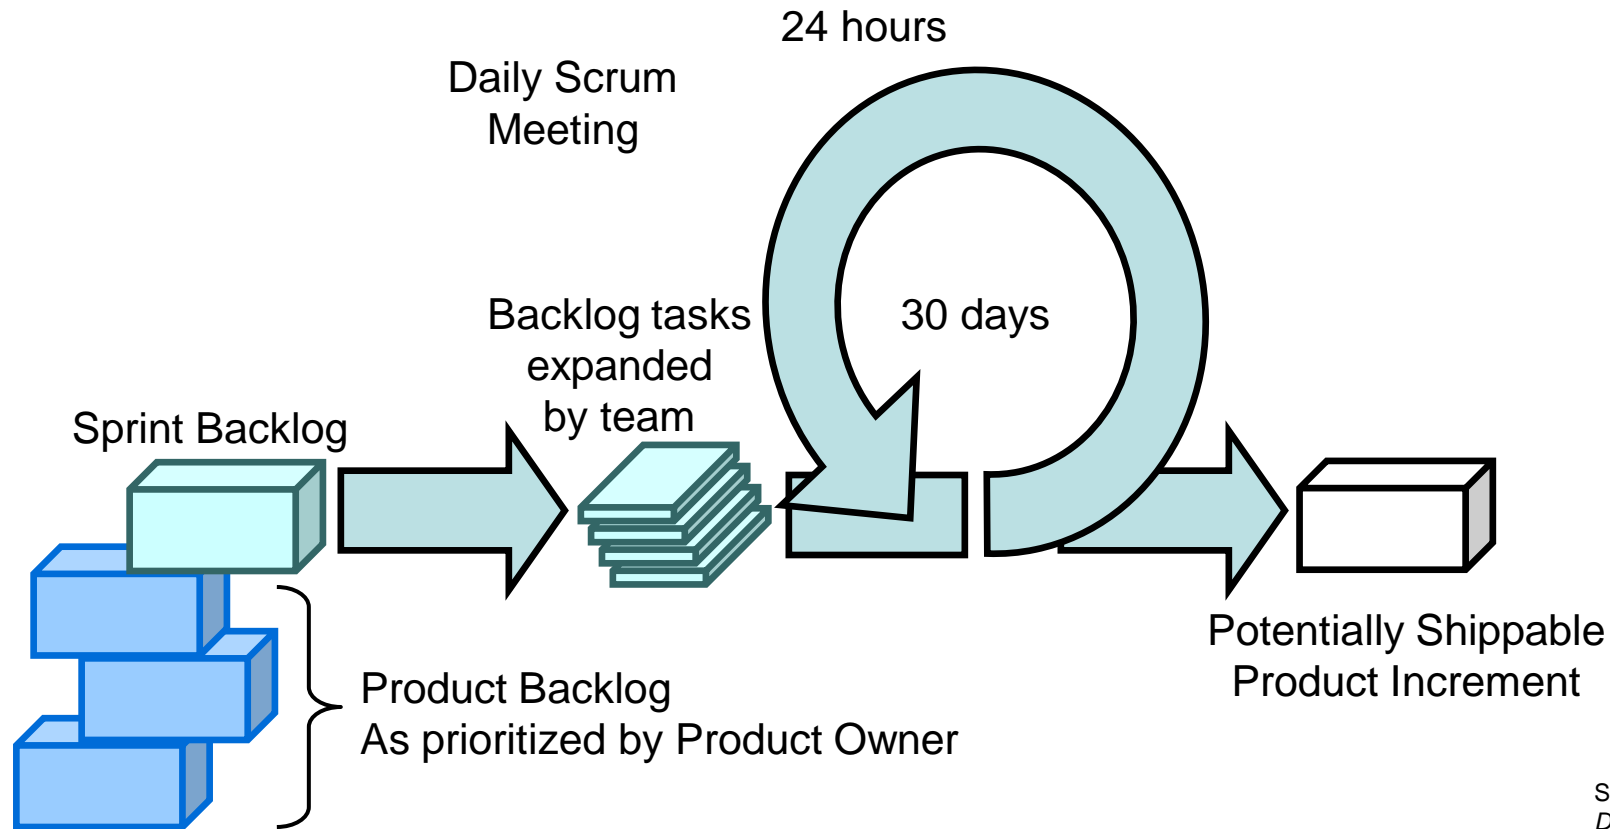 24 hours
Daily Scrum
Meeting
Backlog tasks
expanded
by team
30 days
Sprint Backlog
Potentially Shippable
Product Increment
Product Backlog
As prioritized by Product Owner